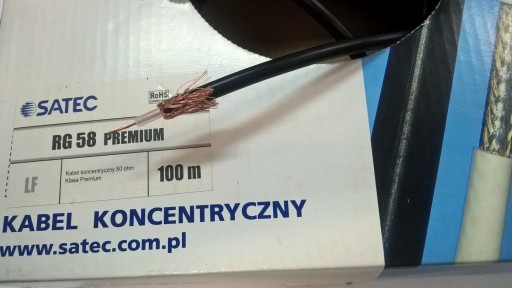 SATEC
RoHS
RG 58 PREMIUM
LF
Kabel koncentryczny 50 ohm
Klasa Premium
100 m
KABEL KONCENTRYCZNY
www.satec.com.pl